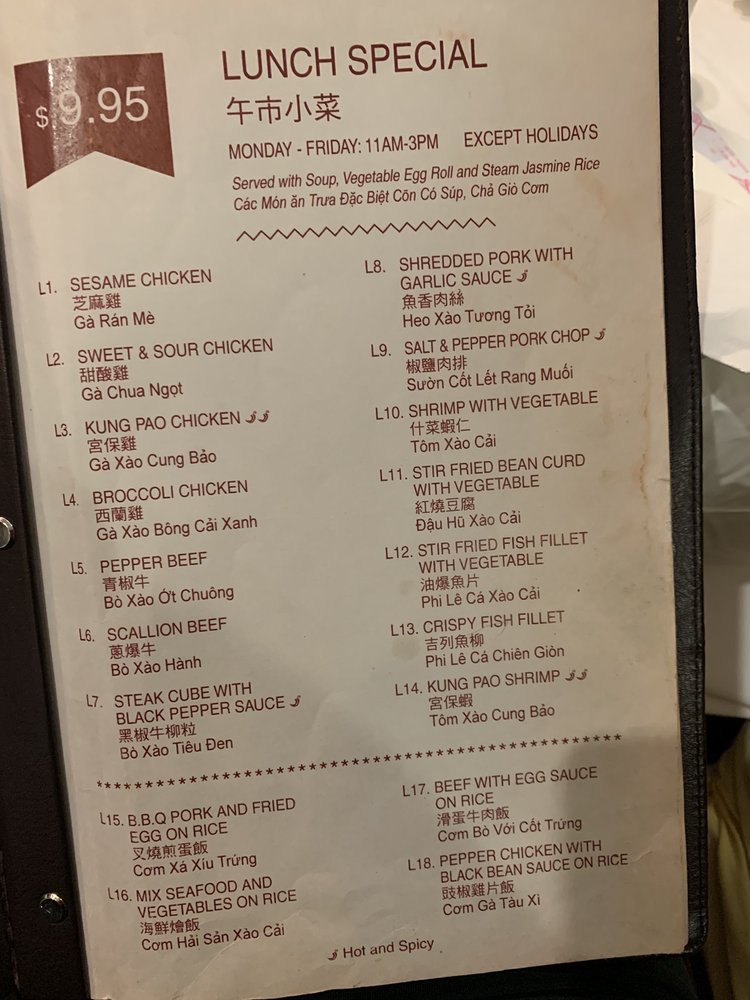 $ 9.95
LUNCH SPECIAL
午市小菜
MONDAY - FRIDAY: 11AM-3PM EXCEPT HOLIDAYS
Served with Soup, Vegetable Egg Roll and Steam Jasmine Rice
Các Món ăn Trưa Đặc Biệt Cõn Có Súp, Chả Giò Cơm
L1. SESAME CHICKEN
芝麻雞
Gà Rán Mè
L2. SWEET & SOUR CHICKEN
甜酸雞
Gà Chua Ngọt
L3. KUNG PAO CHICKEN
宮保雞
Gà Xào Cung Bảo
L4. BROCCOLI CHICKEN
西蘭雞
Gà Xào Bông Cải Xanh
L5. PEPPER BEEF
青椒牛
Bò Xào Ớt Chuông
L6. SCALLION BEEF
蔥爆牛
Bò Xào Hành
L7. STEAK CUBE WITH
BLACK PEPPER SAUCE
黑椒牛柳粒
Bò Xào Tiêu Đen
L8. SHREDDED PORK WITH
GARLIC SAUCE
魚香肉絲
Heo Xào Tương Tỏi
L9. SALT & PEPPER PORK CHOP
椒鹽肉排
Sườn Cốt Lết Rang Muối
L10. SHRIMP WITH VEGETABLE
什菜蝦仁
Tôm Xào Cải
L11. STIR FRIED BEAN CURD
WITH VEGETABLE
紅燒豆腐
Đậu Hũ Xào Cải
L12. STIR FRIED FISH FILLET
WITH VEGETABLE
油爆魚片
Phi Lê Cá Xào Cải
L13. CRISPY FISH FILLET
吉列魚柳
Phi Lê Cá Chiên Giòn
L14. KUNG PAO SHRIMP
宮保蝦
Tôm Xào Cung Bảo
L15. B.B.Q PORK AND FRIED
EGG ON RICE
叉燒煎蛋飯
Cơm Xá Xíu Trứng
L16. MIX SEAFOOD AND
VEGETABLES ON RICE
海鮮燴飯
Cơm Hải Sản Xào Cải
L17. BEEF WITH EGG SAUCE
ON RICE
滑蛋牛肉飯
Cơm Bò Với Cốt Trứng
L18. PEPPER CHICKEN WITH
BLACK BEAN SAUCE ON RICE
豉椒雞片飯
Cơm Gà Tàu Xì
Hot and Spicy